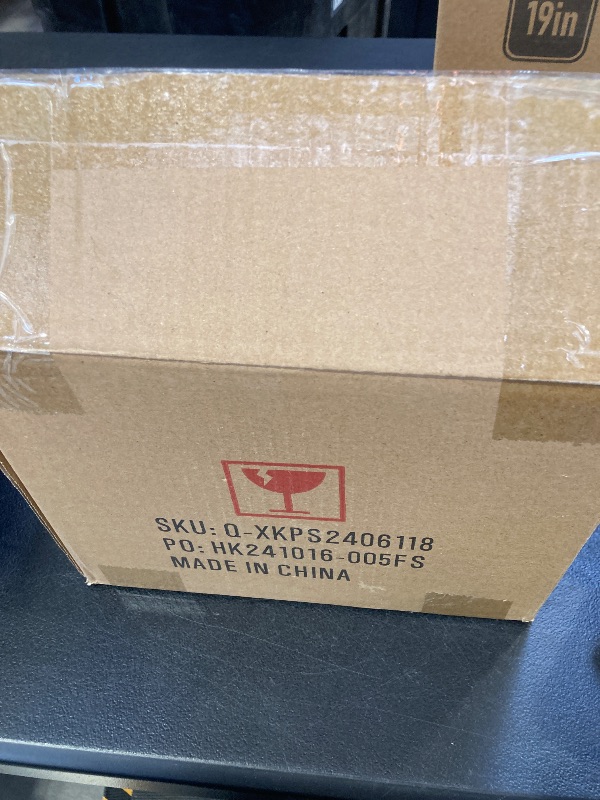 19in
SKU: Q-XKPS2406118
PO: HK241016-005FS
MADE IN CHINA